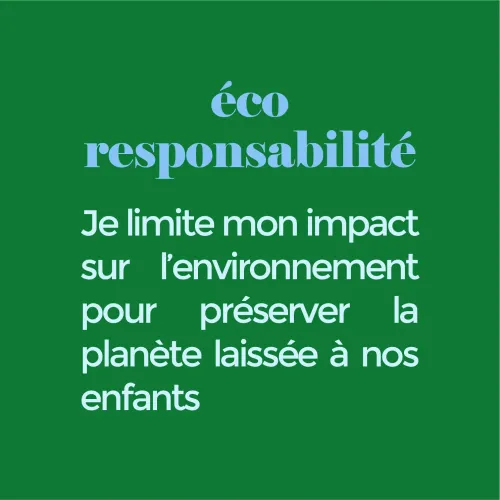 éco
responsabilité
Je limite mon impact
sur l'environnement
pour préserver la
planète laissée à nos
enfants